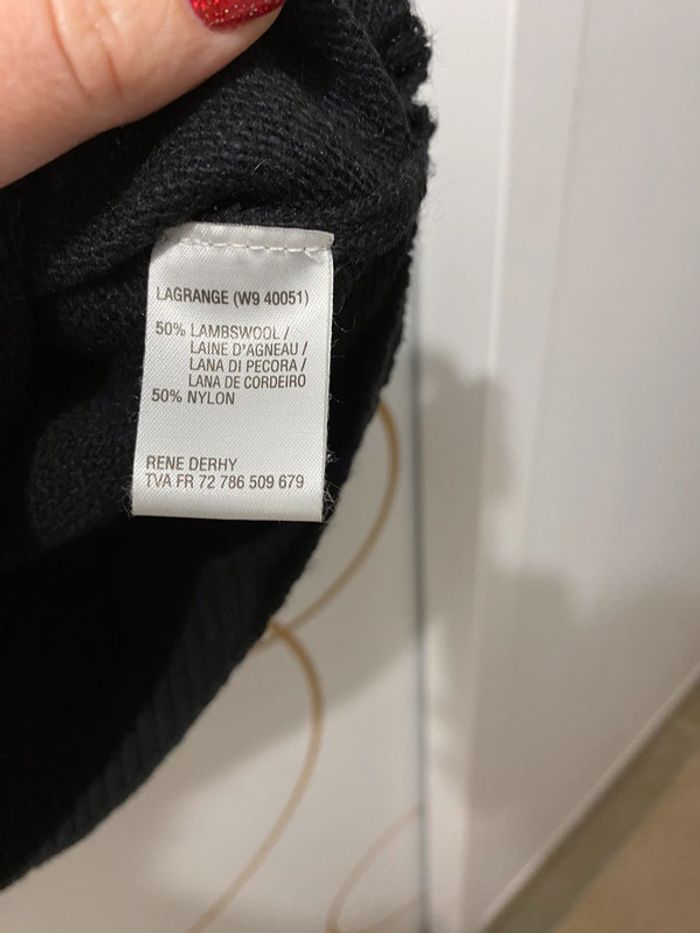 LAGRANGE (W9 40051)
50% LAMBSWOOL /
LAINE D'AGNEAU /
LANA DI PECORA /
LANA DE CORDEIRO
50% NYLON
RENE DERHY
TVA FR 72 786 509 679